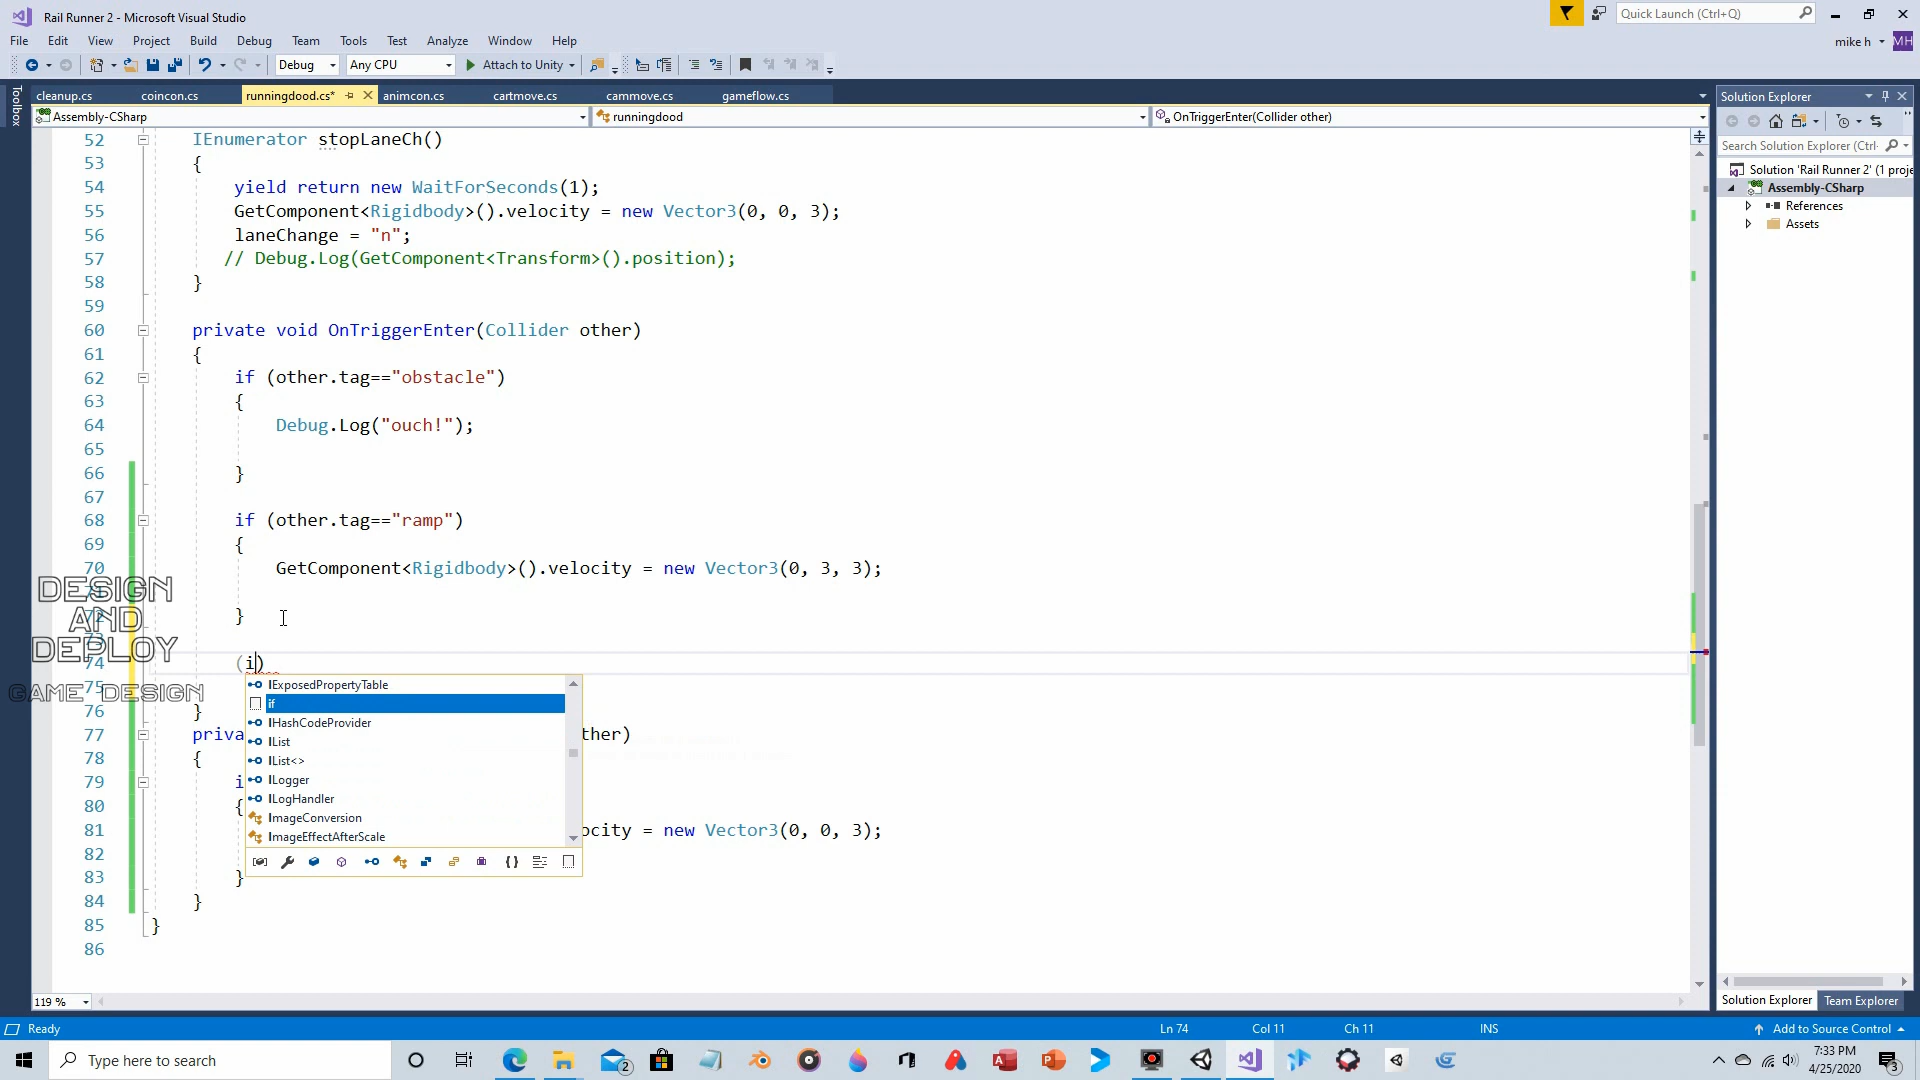 Rail Runner 2 - Microsoft Visual Studio
Quick Launch (Ctrl+Q)
File Edit View Project Build Debug Team Tools Test Analyze Window Help
mike h
MH
Debug Any CPU Attach to Unity
Toolbox
cleanup.cs coincon.cs runningdood.cs* animcon.cs cartmove.cs cammove.cs gameflow.cs
Assembly-CSharp runningdood OnTriggerEnter(Collider other)
52 IEnumerator stopLaneCh()
53 {
54 yield return new WaitForSeconds(1);
55 GetComponent<Rigidbody>().velocity = new Vector3(0, 0, 3);
56 laneChange = "n";
57 // Debug.Log(GetComponent<Transform>().position);
58 }
59
60 private void OnTriggerEnter(Collider other)
61 {
62 if (other.tag=="obstacle")
63 {
64 Debug.Log("ouch!");
65
66 }
67
68 if (other.tag=="ramp")
69 {
70 GetComponent<Rigidbody>().velocity = new Vector3(0, 3, 3);
72 }
74 (i)
75
76 }
77 priva ther)
78 {
79 i
80 {
81 ocity = new Vector3(0, 0, 3);
82
83 }
84 }
85 }
86
IExposedPropertyTable
if
IHashCodeProvider
IList
IList<>
ILogger
ILogHandler
ImageConversion
ImageEffectAfterScale
DESIGN
AND
DEPLOY
GAME DESIGN
Solution Explorer
Search Solution Explorer (Ctrl
Solution 'Rail Runner 2' (1 proje
Assembly-CSharp
References
Assets
Solution Explorer Team Explorer
119 %
Ready Ln 74 Col 11 Ch 11 INS Add to Source Control
Type here to search
2
7:33 PM
4/25/2020
3